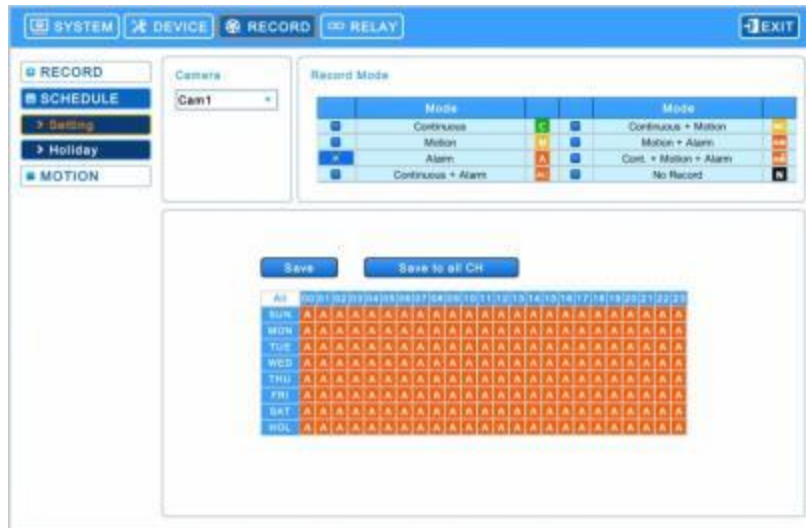 SYSTEM DEVICE RECORD RELAY EXIT
RECORD
SCHEDULE
> Setting
> Holiday
MOTION
Camera
Cam1
Record Mode
Mode Mode
Continuous C Continuous + Motion
Motion M Motion + Alarm
Alarm A Cont. + Motion + Alarm
Continuous + Alarm No Record N
Save Save to all CH
All 00 01 02 03 04 05 06 07 08 09 10 11 12 13 14 15 16 17 18 19 20 21 22 23
SUN A A A A A A A A A A A A A A A A A A A A A A A A
MON A A A A A A A A A A A A A A A A A A A A A A A A
TUE A A A A A A A A A A A A A A A A A A A A A A A A
WED A A A A A A A A A A A A A A A A A A A A A A A A
THU A A A A A A A A A A A A A A A A A A A A A A A A
FRI A A A A A A A A A A A A A A A A A A A A A A A A
SAT A A A A A A A A A A A A A A A A A A A A A A A A
HOL A A A A A A A A A A A A A A A A A A A A A A A A